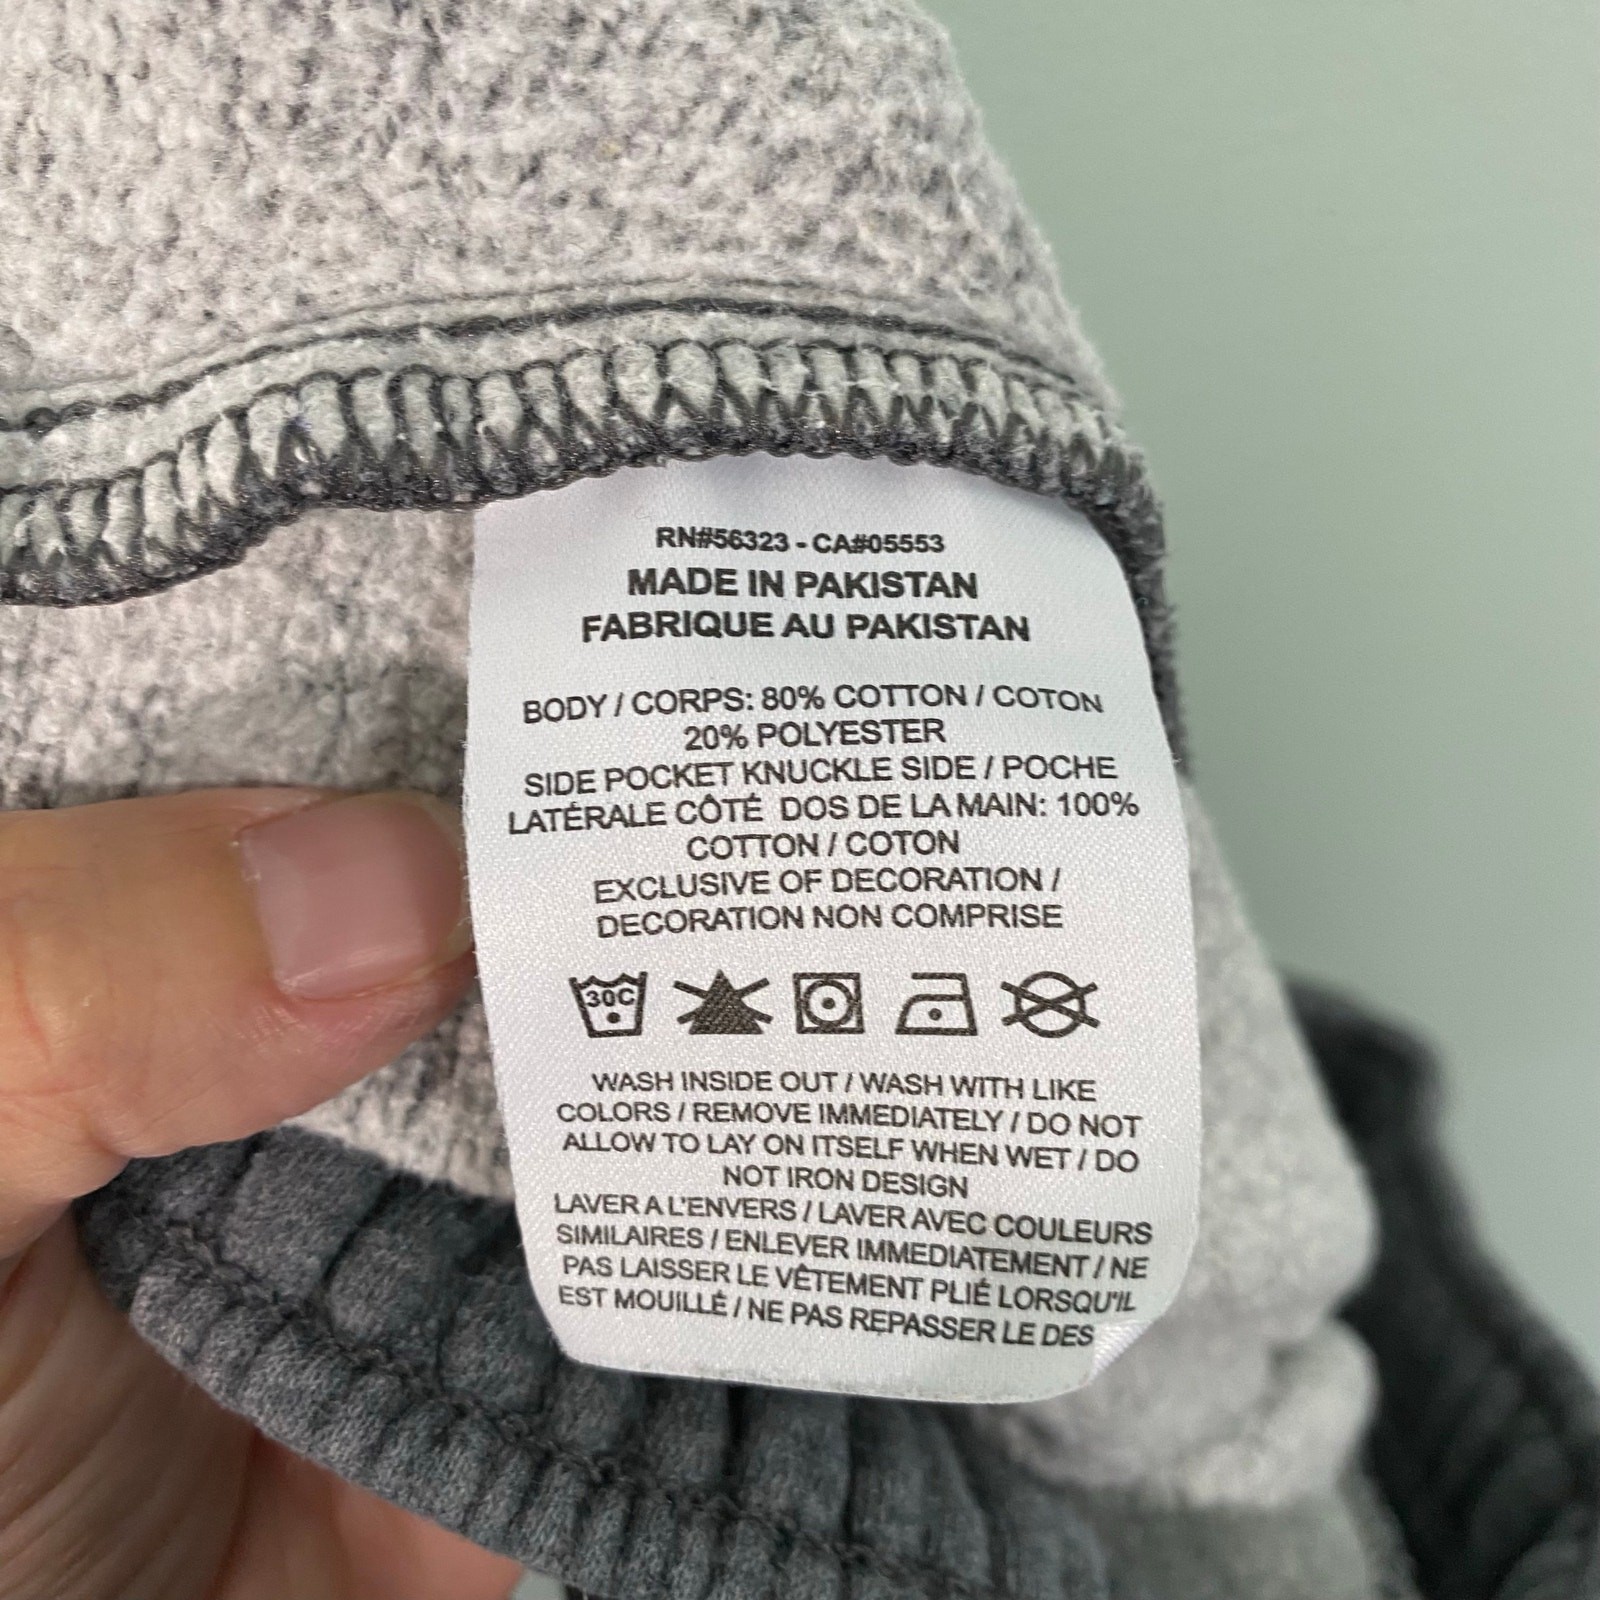 RN#56323 - CA#05553
MADE IN PAKISTAN
FABRIQUE AU PAKISTAN
BODY / CORPS: 80% COTTON / COTON
20% POLYESTER
SIDE POCKET KNUCKLE SIDE / POCHE
LATÉRALE CÔTÉ DOS DE LA MAIN: 100%
COTTON / COTON
EXCLUSIVE OF DECORATION /
DECORATION NON COMPRISE
30C
WASH INSIDE OUT / WASH WITH LIKE
COLORS / REMOVE IMMEDIATELY / DO NOT
ALLOW TO LAY ON ITSELF WHEN WET / DO
NOT IRON DESIGN
LAVER A L'ENVERS / LAVER AVEC COULEURS
SIMILAIRES / ENLEVER IMMEDIATEMENT / NE
PAS LAISSER LE VÊTEMENT PLIÉ LORSQU'IL
EST MOUILLÉ / NE PAS REPASSER LE DES